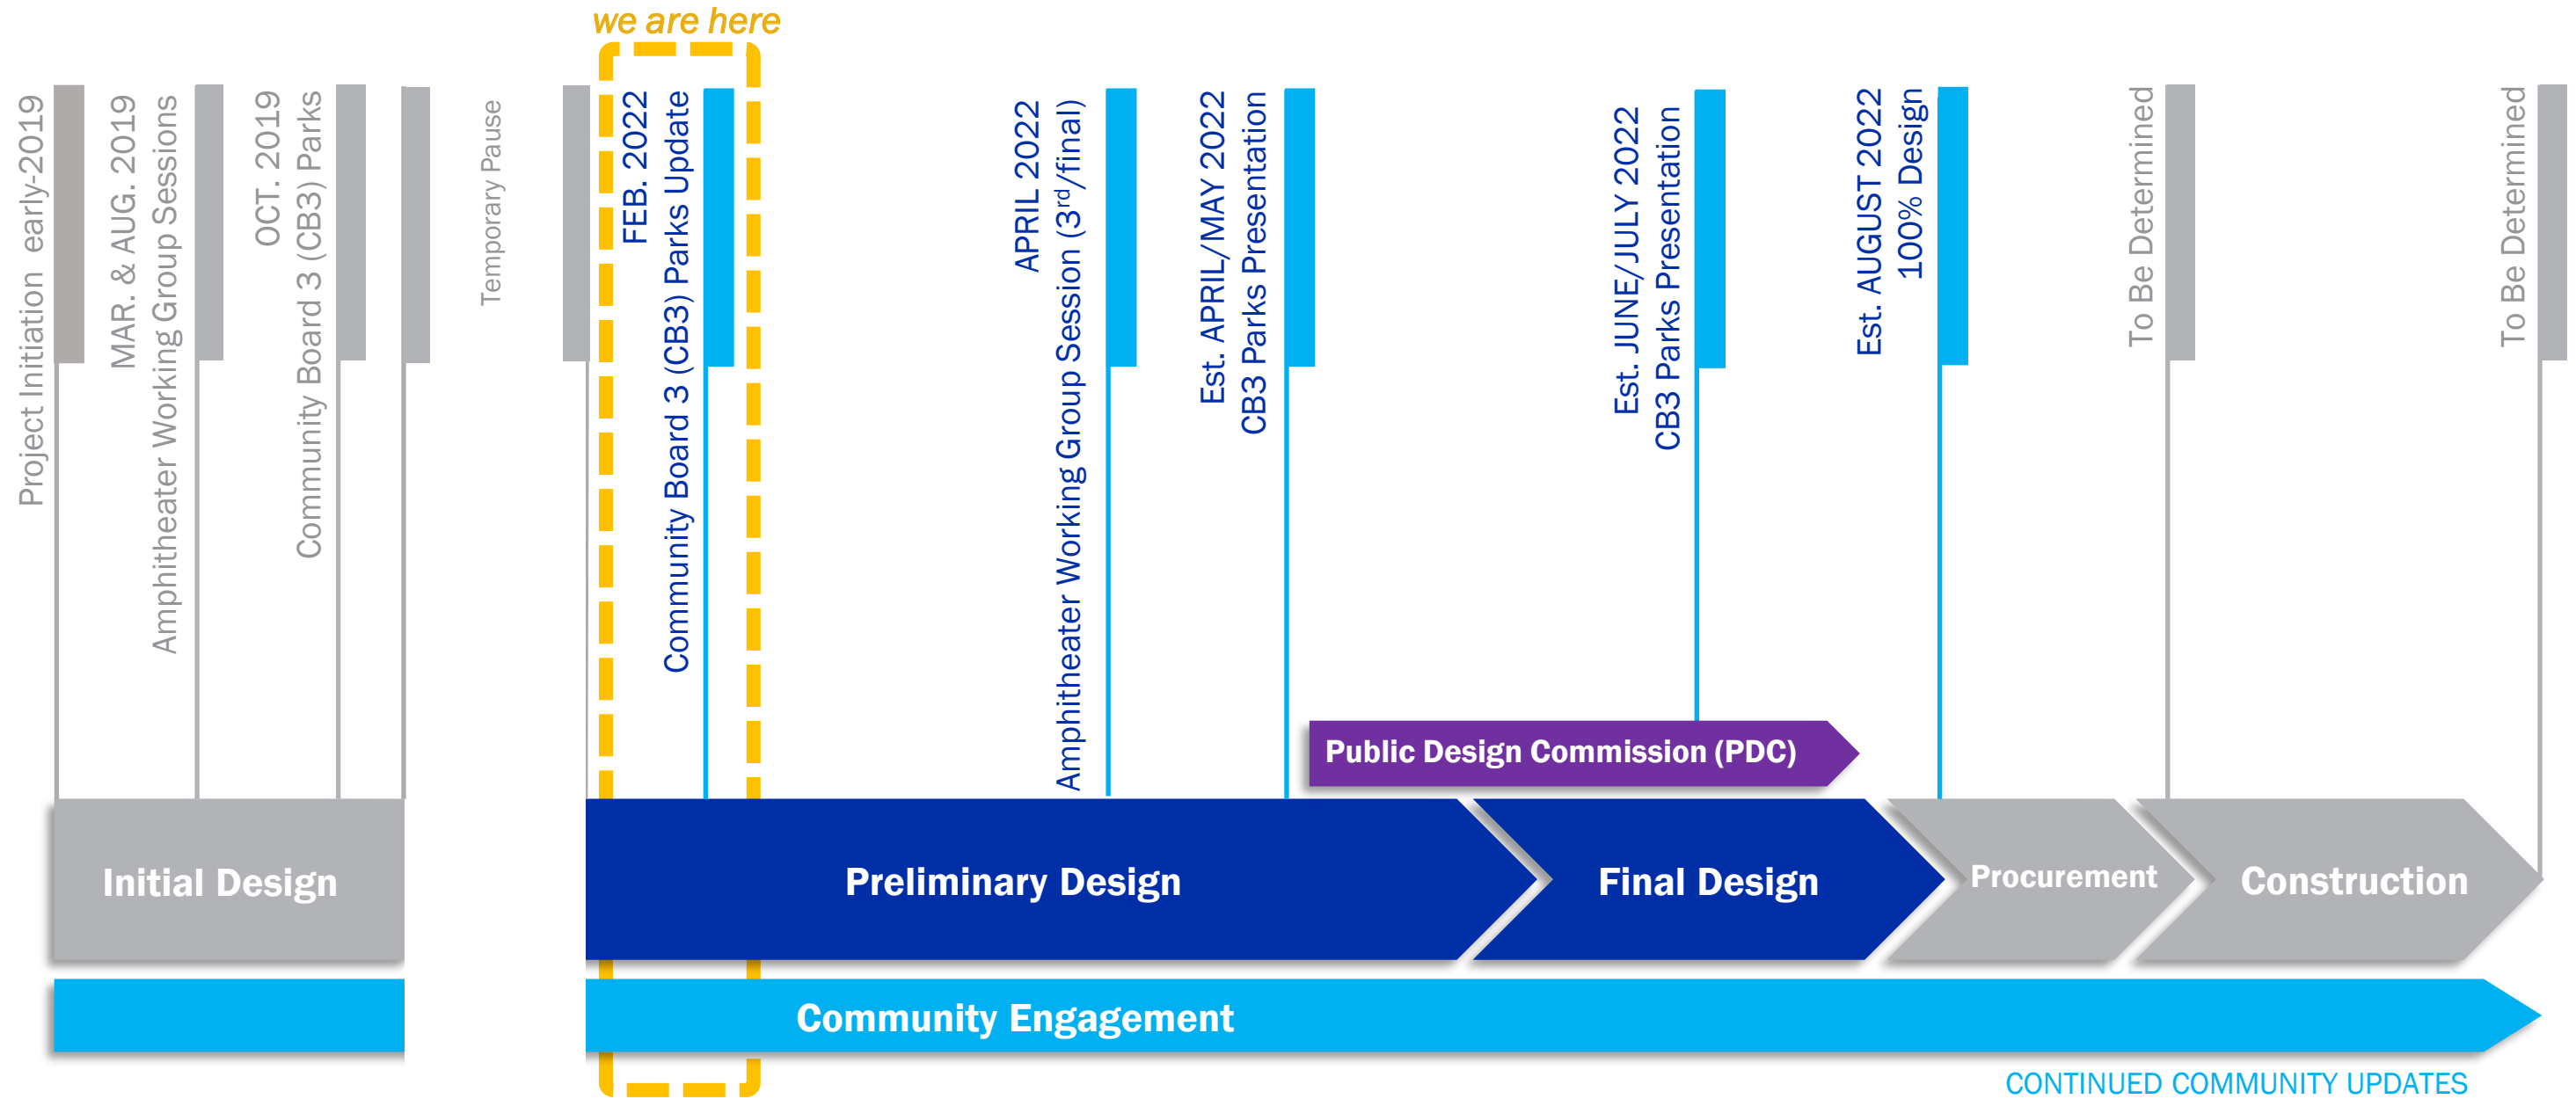 we are here
Project Initiation early-2019
MAR. & AUG. 2019
Amphitheater Working Group Sessions
OCT. 2019
Community Board 3 (CB3) Parks
Temporary Pause
FEB. 2022
Community Board 3 (CB3) Parks Update
APRIL 2022
Amphitheater Working Group Session (3rd/final)
Est. APRIL/MAY 2022
CB3 Parks Presentation
Est. JUNE/JULY 2022
CB3 Parks Presentation
Est. AUGUST 2022
100% Design
To Be Determined
To Be Determined
Public Design Commission (PDC)
Initial Design
Preliminary Design
Final Design
Procurement
Construction
Community Engagement
CONTINUED COMMUNITY UPDATES